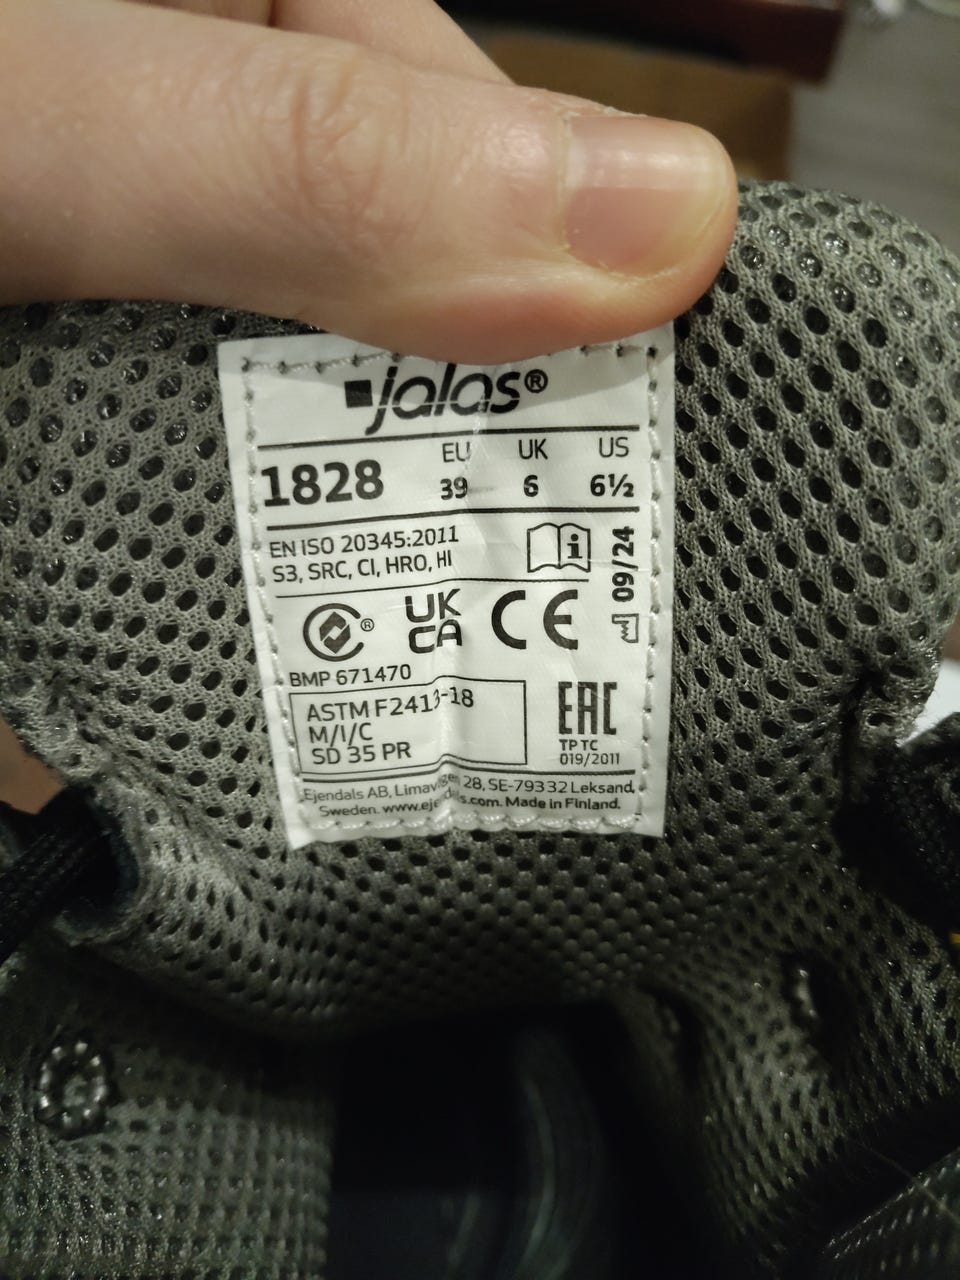 jalas®
EU UK US
1828 39 6 6½
EN ISO 20345:2011
S3, SRC, CI, HRO, HI
i
09/24
®
UK
CA
CE
BMP 671470
ASTM F2413-18
M/I/C
SD 35 PR
EAC
TP TC
019/2011
Ejendals AB, Limavägen 28, SE-79332 Leksand,
Sweden. www.ejendals.com. Made in Finland.